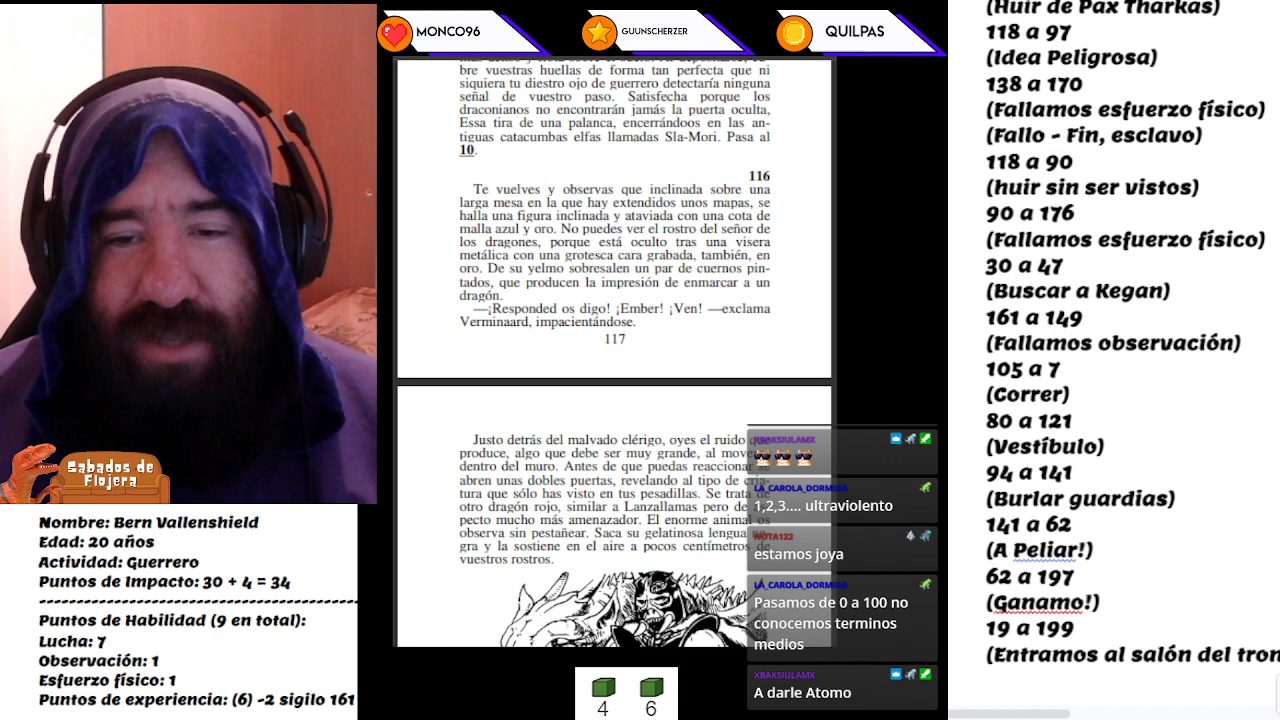 MONCO96
GUUNSCHERZER
QUILPAS
bre vuestras huellas de forma tan perfecta que ni
siquiera tu diestro ojo de guerrero detectaría ninguna
señal de vuestro paso. Satisfecha porque los
draconianos no encontrarán jamás la puerta oculta,
Essa tira de una palanca, encerrándoos en las an-
tiguas catacumbas elfas llamadas Sla-Mori. Pasa al
10.
116
Te vuelves y observas que inclinada sobre una
larga mesa en la que hay extendidos unos mapas, se
halla una figura inclinada y ataviada con una cota de
malla azul y oro. No puedes ver el rostro del señor de
los dragones, porque está oculto tras una visera
metálica con una grotesca cara grabada, también, en
oro. De su yelmo sobresalen un par de cuernos pin-
tados, que producen la impresión de enmarcar a un
dragón.
—¡Responded os digo! ¡Ember! ¡Ven! —exclama
Verminaard, impacientándose.
117
Justo detrás del malvado clérigo, oyes el ruido que
produce, algo que debe ser muy grande, al
dentro del muro. Antes de que puedas reaccionar se
abren unas dobles puertas, revelando al tipo de
tura que sólo has visto en tus pesadillas. Se trata de
otro dragón rojo, similar a Lanzallamas pero de
pecto mucho más amenazador. El enorme animal os
observa sin pestañear. Saca su gelatinosa lengua
gra y la sostiene en el aire a pocos centímetros de
vuestros rostros.
XBAKSIULAMX
LA_CAROLA_DORMIDA
1,2,3.... ultraviolento
NOTA122
estamos joya
LA_CAROLA_DORMIDA
Pasamos de 0 a 100 no
conocemos terminos
medios
XBAKSIULAMX
A darle Atomo
4 6
Sabados de
Flojera
Nombre: Bern Vallenshield
Edad: 20 años
Actividad: Guerrero
Puntos de Impacto: 30 + 4 = 34
Puntos de Habilidad (9 en total):
Lucha: 7
Observación: 1
Esfuerzo físico: 1
Puntos de experiencia: (6) -2 sigilo 161
(Huir de Pax Tharkas)
118 a 97
(Idea Peligrosa)
138 a 170
(Fallamos esfuerzo físico)
(Fallo - Fin, esclavo)
118 a 90
(huir sin ser vistos)
90 a 176
(Fallamos esfuerzo físico)
30 a 47
(Buscar a Kegan)
161 a 149
(Fallamos observación)
105 a 7
(Correr)
80 a 121
(Vestíbulo)
94 a 141
(Burlar guardias)
141 a 62
(A Peliar!)
62 a 197
(Ganamo!)
19 a 199
(Entramos al salón del tron